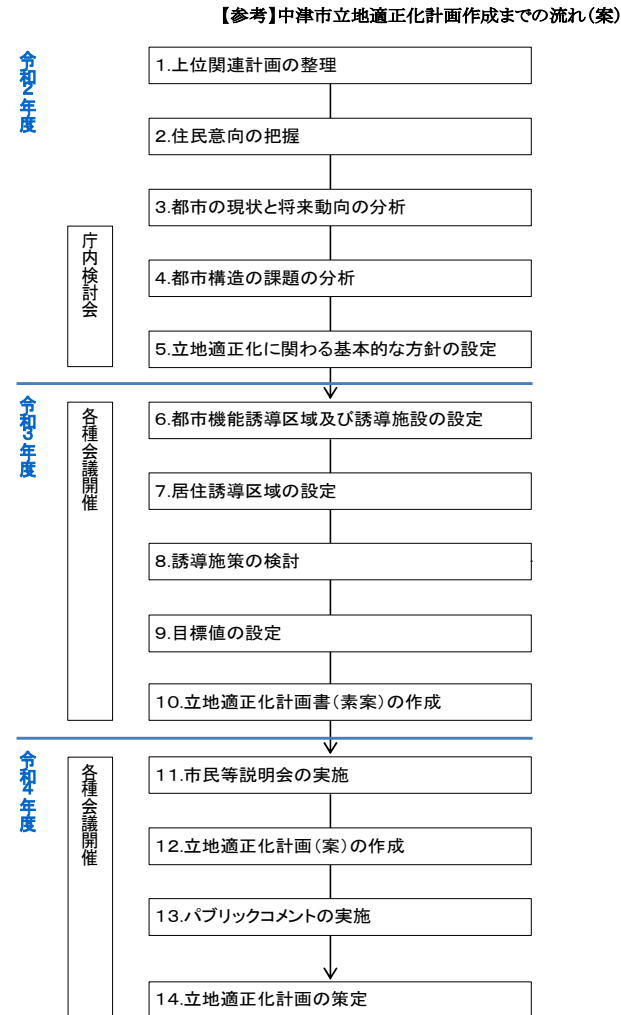 【参考】中津市立地適正化計画作成までの流れ(案)
令和2年度
1.上位関連計画の整理
2.住民意向の把握
3.都市の現状と将来動向の分析
庁内検討会
4.都市構造の課題の分析
5.立地適正化に関わる基本的な方針の設定
令和3年度
各種会議開催
6.都市機能誘導区域及び誘導施設の設定
7.居住誘導区域の設定
8.誘導施策の検討
9.目標値の設定
10.立地適正化計画書(素案)の作成
令和4年度
各種会議開催
11.市民等説明会の実施
12.立地適正化計画(案)の作成
13.パブリックコメントの実施
14.立地適正化計画の策定